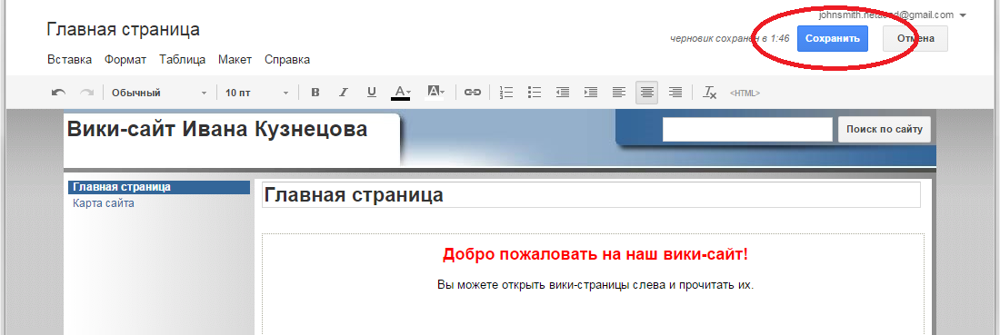 johnsmith.netacad@gmail.com
Главная страница
черновик сохранен в 1:46 Сохранить Отмена
Вставка Формат Таблица Макет Справка
Обычный 10 пт B I U A A <HTML>
Вики-сайт Ивана Кузнецова
Поиск по сайту
Главная страница
Карта сайта
Главная страница
Добро пожаловать на наш вики-сайт!
Вы можете открыть вики-страницы слева и прочитать их.